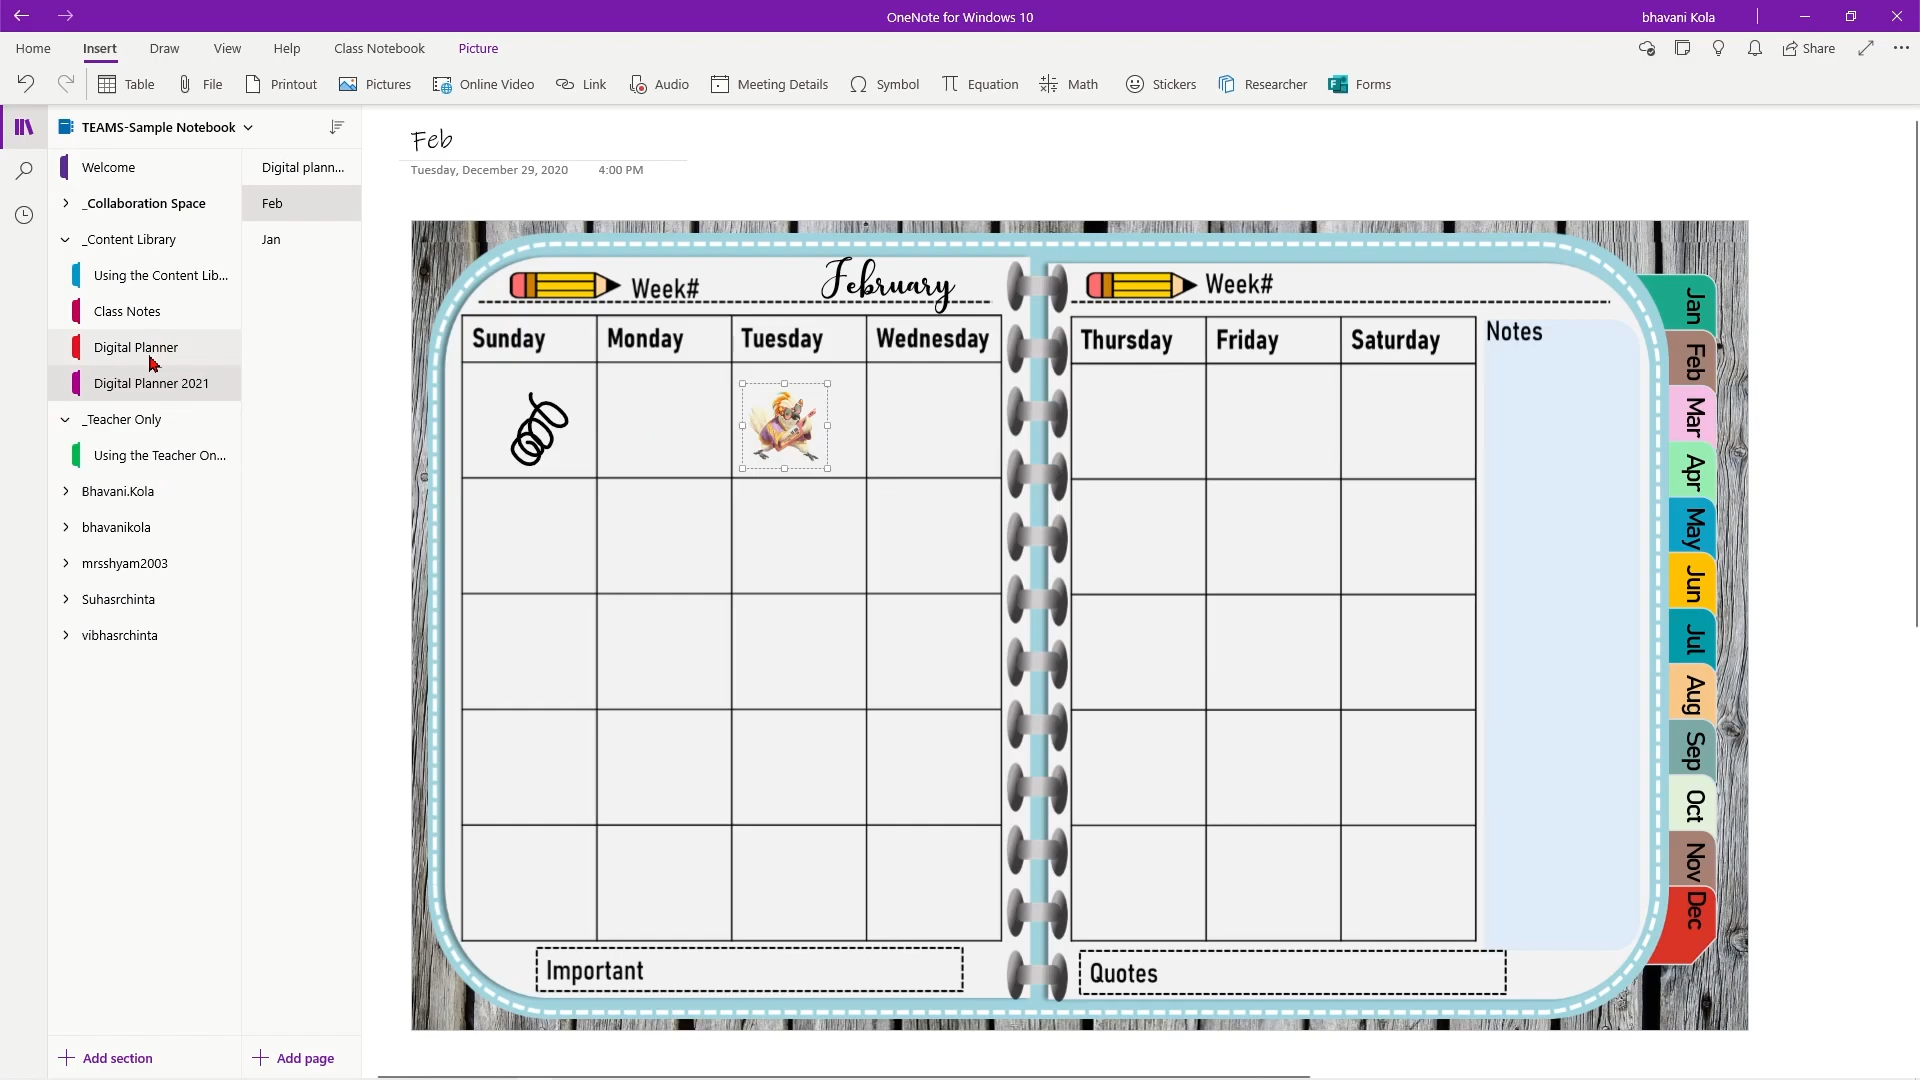 OneNote for Windows 10
bhavani Kola
Home Insert Draw View Help Class Notebook Picture
Share
Table File Printout Pictures Online Video Link Audio Meeting Details Symbol Equation Math Stickers Researcher Forms
TEAMS-Sample Notebook
Welcome
_Collaboration Space
_Content Library
Using the Content Lib...
Class Notes
Digital Planner
Digital Planner 2021
_Teacher Only
Using the Teacher On...
Bhavani.Kola
bhavanikola
mrsshyam2003
Suhasrchinta
vibhasrchinta
Add section
Digital plann...
Feb
Jan
Add page
Feb
Tuesday, December 29, 2020 4:00 PM
Week# February
Sunday Monday Tuesday Wednesday
Important
Week#
Thursday Friday Saturday Notes
Quotes
Jan
Feb
Mar
Apr
May
Jun
Jul
Aug
Sep
Oct
Nov
Dec